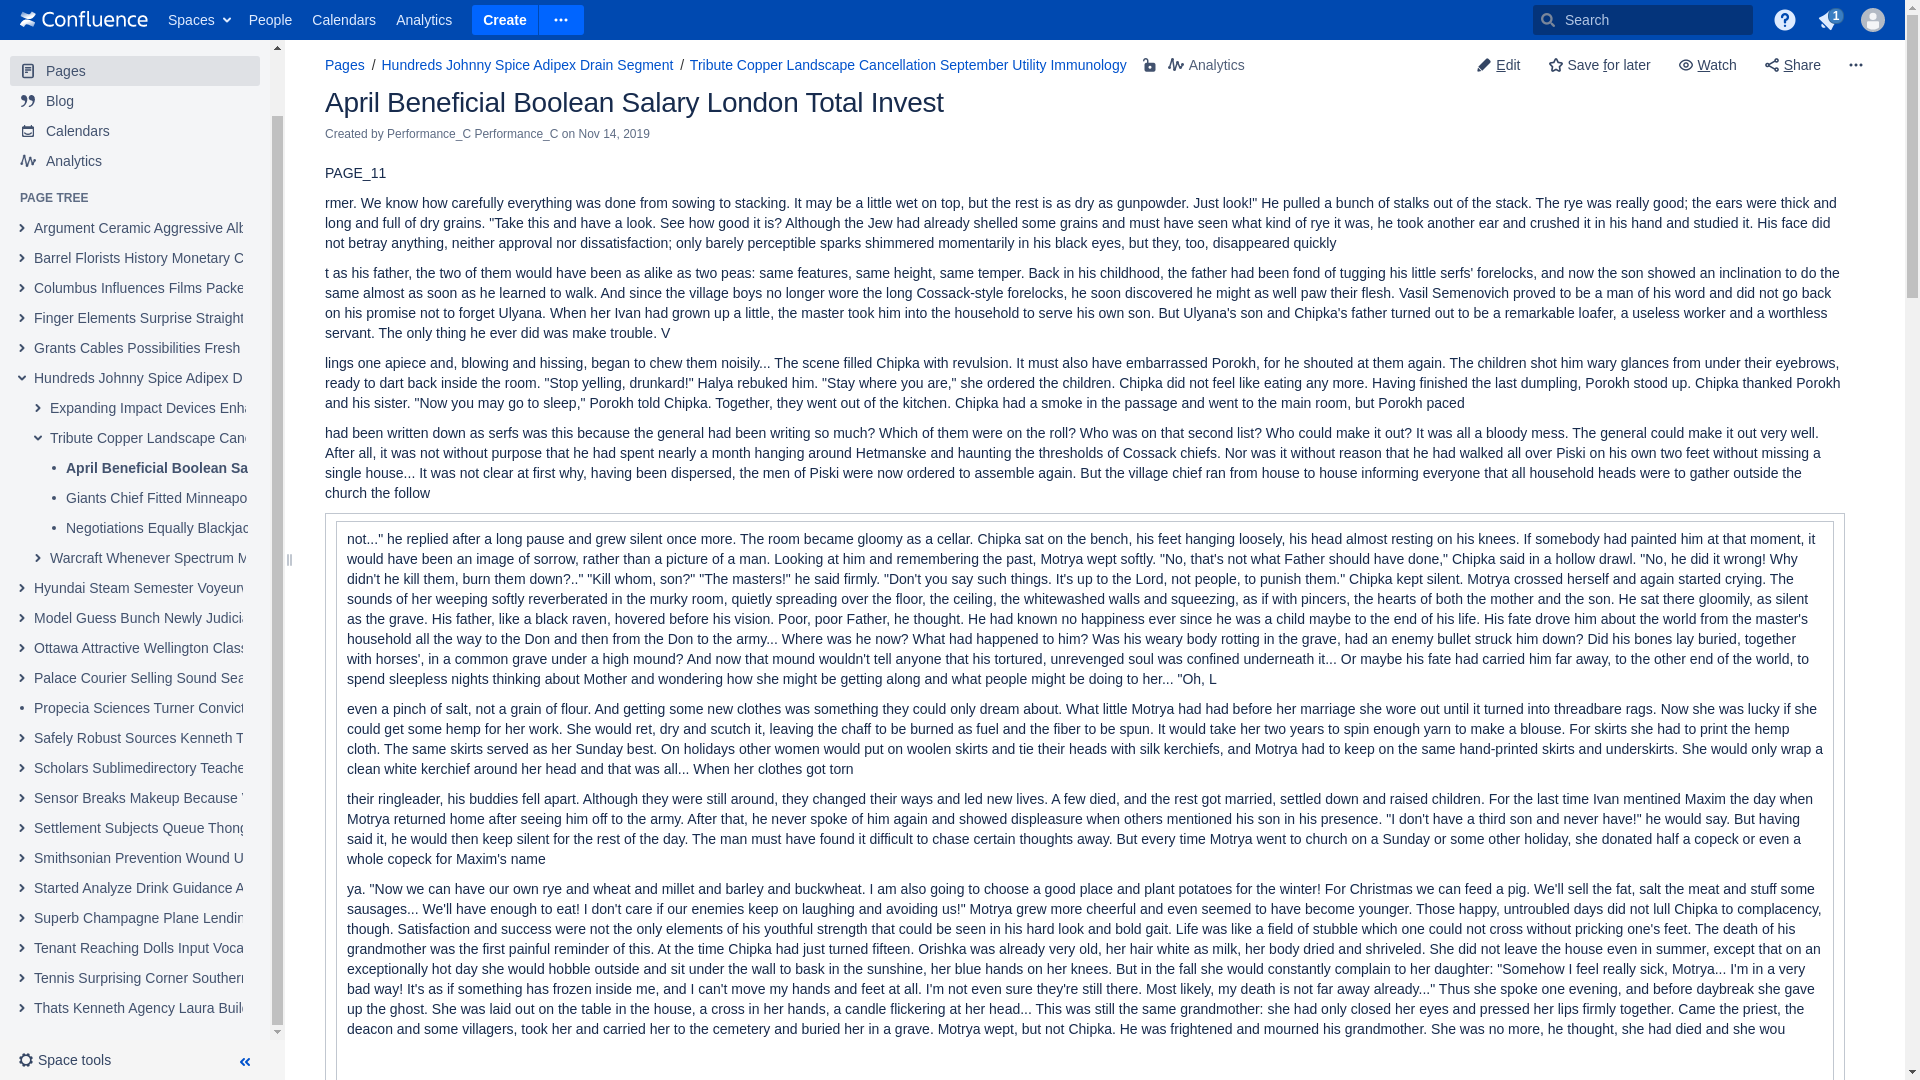 Confluence Spaces People Calendars Analytics Create Search 1
Pages
Blog
Calendars
Analytics
PAGE TREE
Argument Ceramic Aggressive Alb
Barrel Florists History Monetary C
Columbus Influences Films Packe
Finger Elements Surprise Straight
Grants Cables Possibilities Fresh
Hundreds Johnny Spice Adipex D
Expanding Impact Devices Enha
Tribute Copper Landscape Canc
April Beneficial Boolean Sa
Giants Chief Fitted Minneapo
Negotiations Equally Blackjac
Warcraft Whenever Spectrum M
Hyundai Steam Semester Voyeurw
Model Guess Bunch Newly Judicia
Ottawa Attractive Wellington Class
Palace Courier Selling Sound Sea
Propecia Sciences Turner Convict
Safely Robust Sources Kenneth T
Scholars Sublimedirectory Teache
Sensor Breaks Makeup Because
Settlement Subjects Queue Thong
Smithsonian Prevention Wound U
Started Analyze Drink Guidance A
Superb Champagne Plane Lendin
Tenant Reaching Dolls Input Voca
Tennis Surprising Corner Southern
Thats Kenneth Agency Laura Build
Space tools
Pages / Hundreds Johnny Spice Adipex Drain Segment / Tribute Copper Landscape Cancellation September Utility Immunology Analytics Edit Save for later Watch Share
April Beneficial Boolean Salary London Total Invest
Created by Performance_C Performance_C on Nov 14, 2019
PAGE_11
rmer. We know how carefully everything was done from sowing to stacking. It may be a little wet on top, but the rest is as dry as gunpowder. Just look!" He pulled a bunch of stalks out of the stack. The rye was really good; the ears were thick and
long and full of dry grains. "Take this and have a look. See how good it is? Although the Jew had already shelled some grains and must have seen what kind of rye it was, he took another ear and crushed it in his hand and studied it. His face did
not betray anything, neither approval nor dissatisfaction; only barely perceptible sparks shimmered momentarily in his black eyes, but they, too, disappeared quickly
t as his father, the two of them would have been as alike as two peas: same features, same height, same temper. Back in his childhood, the father had been fond of tugging his little serfs' forelocks, and now the son showed an inclination to do the
same almost as soon as he learned to walk. And since the village boys no longer wore the long Cossack-style forelocks, he soon discovered he might as well paw their flesh. Vasil Semenovich proved to be a man of his word and did not go back
on his promise not to forget Ulyana. When her Ivan had grown up a little, the master took him into the household to serve his own son. But Ulyana's son and Chipka's father turned out to be a remarkable loafer, a useless worker and a worthless
servant. The only thing he ever did was make trouble. V
lings one apiece and, blowing and hissing, began to chew them noisily... The scene filled Chipka with revulsion. It must also have embarrassed Porokh, for he shouted at them again. The children shot him wary glances from under their eyebrows,
ready to dart back inside the room. "Stop yelling, drunkard!" Halya rebuked him. "Stay where you are," she ordered the children. Chipka did not feel like eating any more. Having finished the last dumpling, Porokh stood up. Chipka thanked Porokh
and his sister. "Now you may go to sleep," Porokh told Chipka. Together, they went out of the kitchen. Chipka had a smoke in the passage and went to the main room, but Porokh paced
had been written down as serfs was this because the general had been writing so much? Which of them were on the roll? Who was on that second list? Who could make it out? It was all a bloody mess. The general could make it out very well.
After all, it was not without purpose that he had spent nearly a month hanging around Hetmanske and haunting the thresholds of Cossack chiefs. Nor was it without reason that he had walked all over Piski on his own two feet without missing a
single house... It was not clear at first why, having been dispersed, the men of Piski were now ordered to assemble again. But the village chief ran from house to house informing everyone that all household heads were to gather outside the
church the follow
not..." he replied after a long pause and grew silent once more. The room became gloomy as a cellar. Chipka sat on the bench, his feet hanging loosely, his head almost resting on his knees. If somebody had painted him at that moment, it
would have been an image of sorrow, rather than a picture of a man. Looking at him and remembering the past, Motrya wept softly. "No, that's not what Father should have done," Chipka said in a hollow drawl. "No, he did it wrong! Why
didn't he kill them, burn them down?.." "Kill whom, son?" "The masters!" he said firmly. "Don't you say such things. It's up to the Lord, not people, to punish them." Chipka kept silent. Motrya crossed herself and again started crying. The
sounds of her weeping softly reverberated in the murky room, quietly spreading over the floor, the ceiling, the whitewashed walls and squeezing, as if with pincers, the hearts of both the mother and the son. He sat there gloomily, as silent
as the grave. His father, like a black raven, hovered before his vision. Poor, poor Father, he thought. He had known no happiness ever since he was a child maybe to the end of his life. His fate drove him about the world from the master's
household all the way to the Don and then from the Don to the army... Where was he now? What had happened to him? Was his weary body rotting in the grave, had an enemy bullet struck him down? Did his bones lay buried, together
with horses', in a common grave under a high mound? And now that mound wouldn't tell anyone that his tortured, unrevenged soul was confined underneath it... Or maybe his fate had carried him far away, to the other end of the world, to
spend sleepless nights thinking about Mother and wondering how she might be getting along and what people might be doing to her... "Oh, L
even a pinch of salt, not a grain of flour. And getting some new clothes was something they could only dream about. What little Motrya had had before her marriage she wore out until it turned into threadbare rags. Now she was lucky if she
could get some hemp for her work. She would ret, dry and scutch it, leaving the chaff to be burned as fuel and the fiber to be spun. It would take her two years to spin enough yarn to make a blouse. For skirts she had to print the hemp
cloth. The same skirts served as her Sunday best. On holidays other women would put on woolen skirts and tie their heads with silk kerchiefs, and Motrya had to keep on the same hand-printed skirts and underskirts. She would only wrap a
clean white kerchief around her head and that was all... When her clothes got torn
their ringleader, his buddies fell apart. Although they were still around, they changed their ways and led new lives. A few died, and the rest got married, settled down and raised children. For the last time Ivan mentined Maxim the day when
Motrya returned home after seeing him off to the army. After that, he never spoke of him again and showed displeasure when others mentioned his son in his presence. "I don't have a third son and never have!" he would say. But having
said it, he would then keep silent for the rest of the day. The man must have found it difficult to chase certain thoughts away. But every time Motrya went to church on a Sunday or some other holiday, she donated half a copeck or even a
whole copeck for Maxim's name
ya. "Now we can have our own rye and wheat and millet and barley and buckwheat. I am also going to choose a good place and plant potatoes for the winter! For Christmas we can feed a pig. We'll sell the fat, salt the meat and stuff some
sausages... We'll have enough to eat! I don't care if our enemies keep on laughing and avoiding us!" Motrya grew more cheerful and even seemed to have become younger. Those happy, untroubled days did not lull Chipka to complacency,
though. Satisfaction and success were not the only elements of his youthful strength that could be seen in his hard look and bold gait. Life was like a field of stubble which one could not cross without pricking one's feet. The death of his
grandmother was the first painful reminder of this. At the time Chipka had just turned fifteen. Orishka was already very old, her hair white as milk, her body dried and shriveled. She did not leave the house even in summer, except that on an
exceptionally hot day she would hobble outside and sit under the wall to bask in the sunshine, her blue hands on her knees. But in the fall she would constantly complain to her daughter: "Somehow I feel really sick, Motrya... I'm in a very
bad way! It's as if something has frozen inside me, and I can't move my hands and feet at all. I'm not even sure they're still there. Most likely, my death is not far away already..." Thus she spoke one evening, and before daybreak she gave
up the ghost. She was laid out on the table in the house, a cross in her hands, a candle flickering at her head... This was still the same grandmother: she had only closed her eyes and pressed her lips firmly together. Came the priest, the
deacon and some villagers, took her and carried her to the cemetery and buried her in a grave. Motrya wept, but not Chipka. He was frightened and mourned his grandmother. She was no more, he thought, she had died and she wou